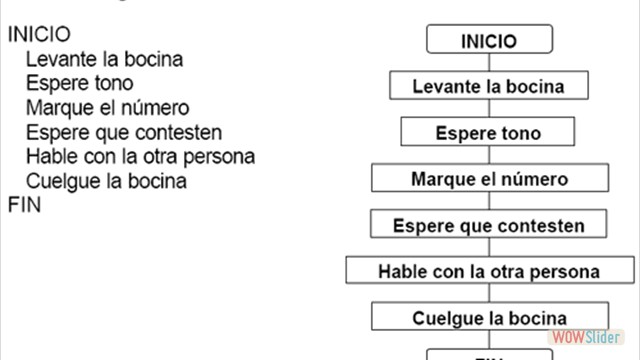 INICIO
Levante la bocina
Espere tono
Marque el número
Espere que contesten
Hable con la otra persona
Cuelgue la bocina
FIN
INICIO
Levante la bocina
Espere tono
Marque el número
Espere que contesten
Hable con la otra persona
Cuelgue la bocina
WOWSlider